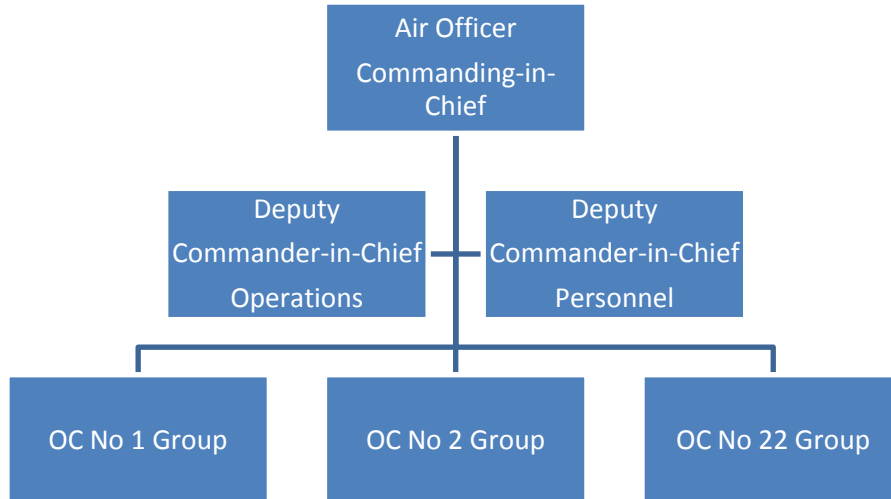 Air Officer
Commanding-in-
Chief
Deputy
Commander-in-Chief
Operations
Deputy
Commander-in-Chief
Personnel
OC No 1 Group
OC No 2 Group
OC No 22 Group